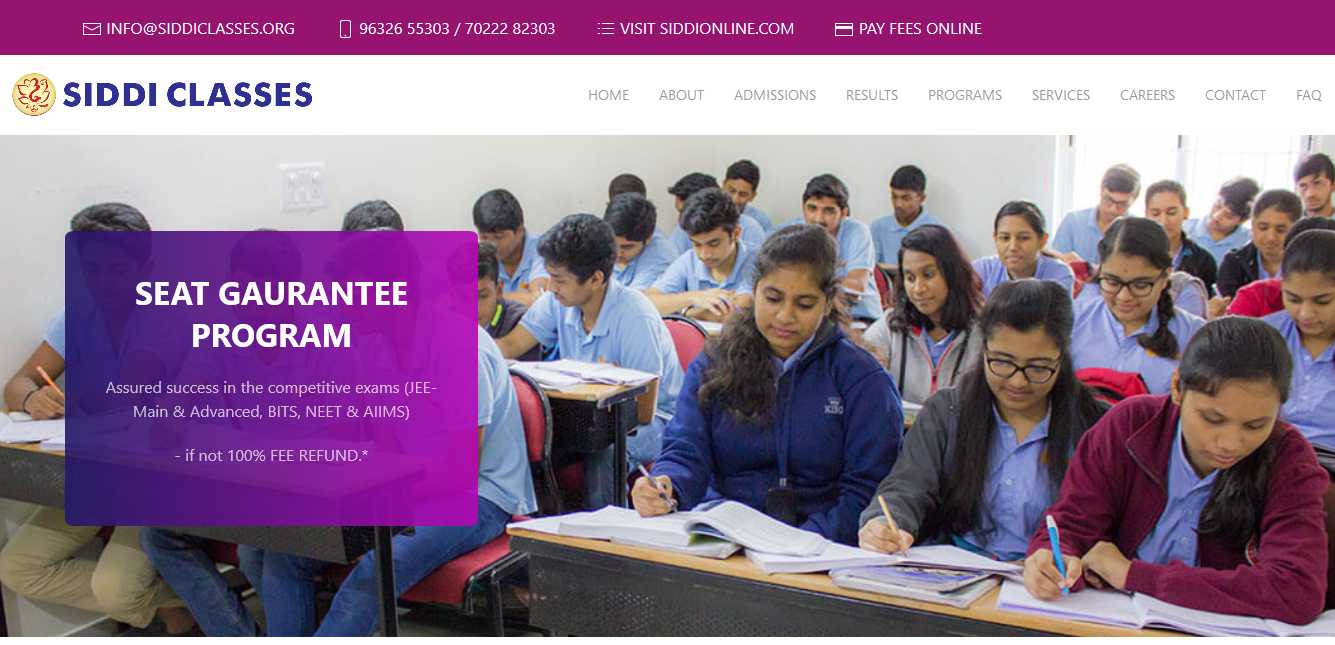 INFO@SIDDICLASSES.ORG 96326 55303 / 70222 82303 VISIT SIDDIONLINE.COM PAY FEES ONLINE
SIDDI CLASSES HOME ABOUT ADMISSIONS RESULTS PROGRAMS SERVICES CAREERS CONTACT FAQ
SEAT GAURANTEE
PROGRAM
Assured success in the competitive exams (JEE-
Main & Advanced, BITS, NEET & AIIMS)
- if not 100% FEE REFUND.*
KING